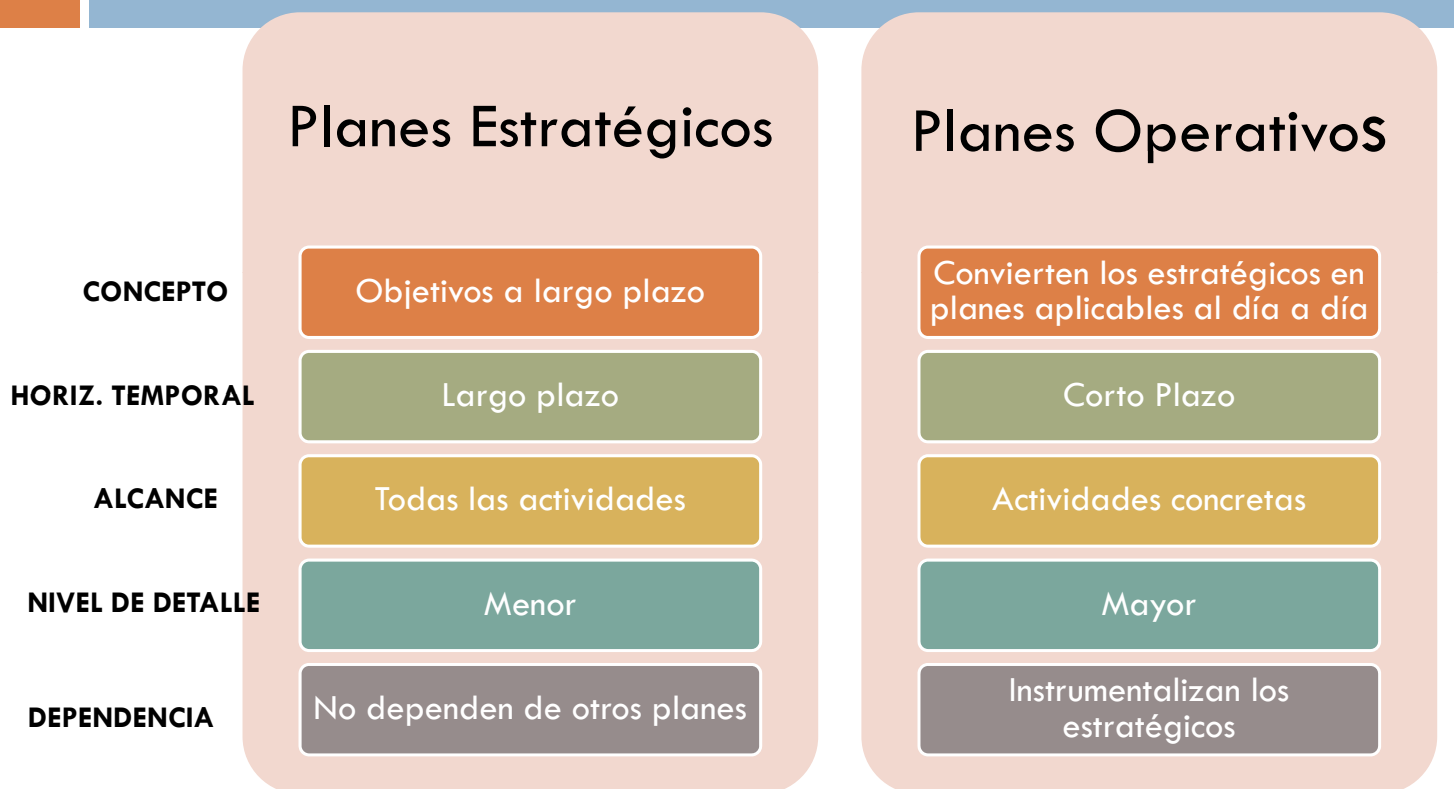 Planes Estratégicos
Planes Operativos
CONCEPTO
Objetivos a largo plazo
Convierten los estratégicos en
planes aplicables al día a día
HORIZ. TEMPORAL
Largo plazo
Corto Plazo
ALCANCE
Todas las actividades
Actividades concretas
NIVEL DE DETALLE
Menor
Mayor
DEPENDENCIA
No dependen de otros planes
Instrumentalizan los
estratégicos